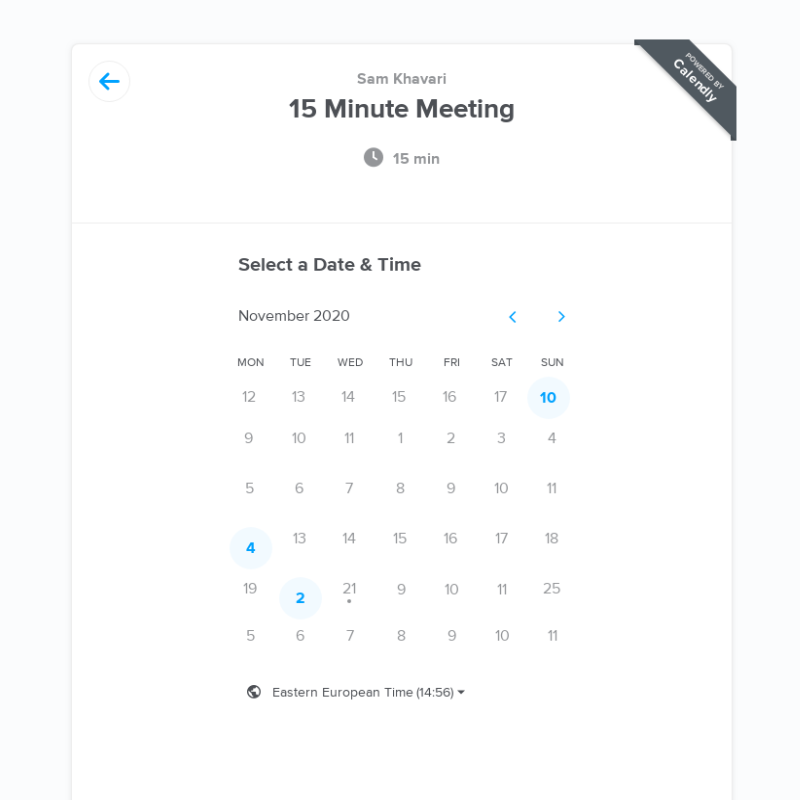 Sam Khavari
15 Minute Meeting
15 min
POWERED BY
Calendly
Select a Date & Time
November 2020
MON TUE WED THU FRI SAT SUN
12 13 14 15 16 17 10
9 10 11 1 2 3 4
5 6 7 8 9 10 11
4 13 14 15 16 17 18
19 2 21 9 10 11 25
5 6 7 8 9 10 11
Eastern European Time (14:56)